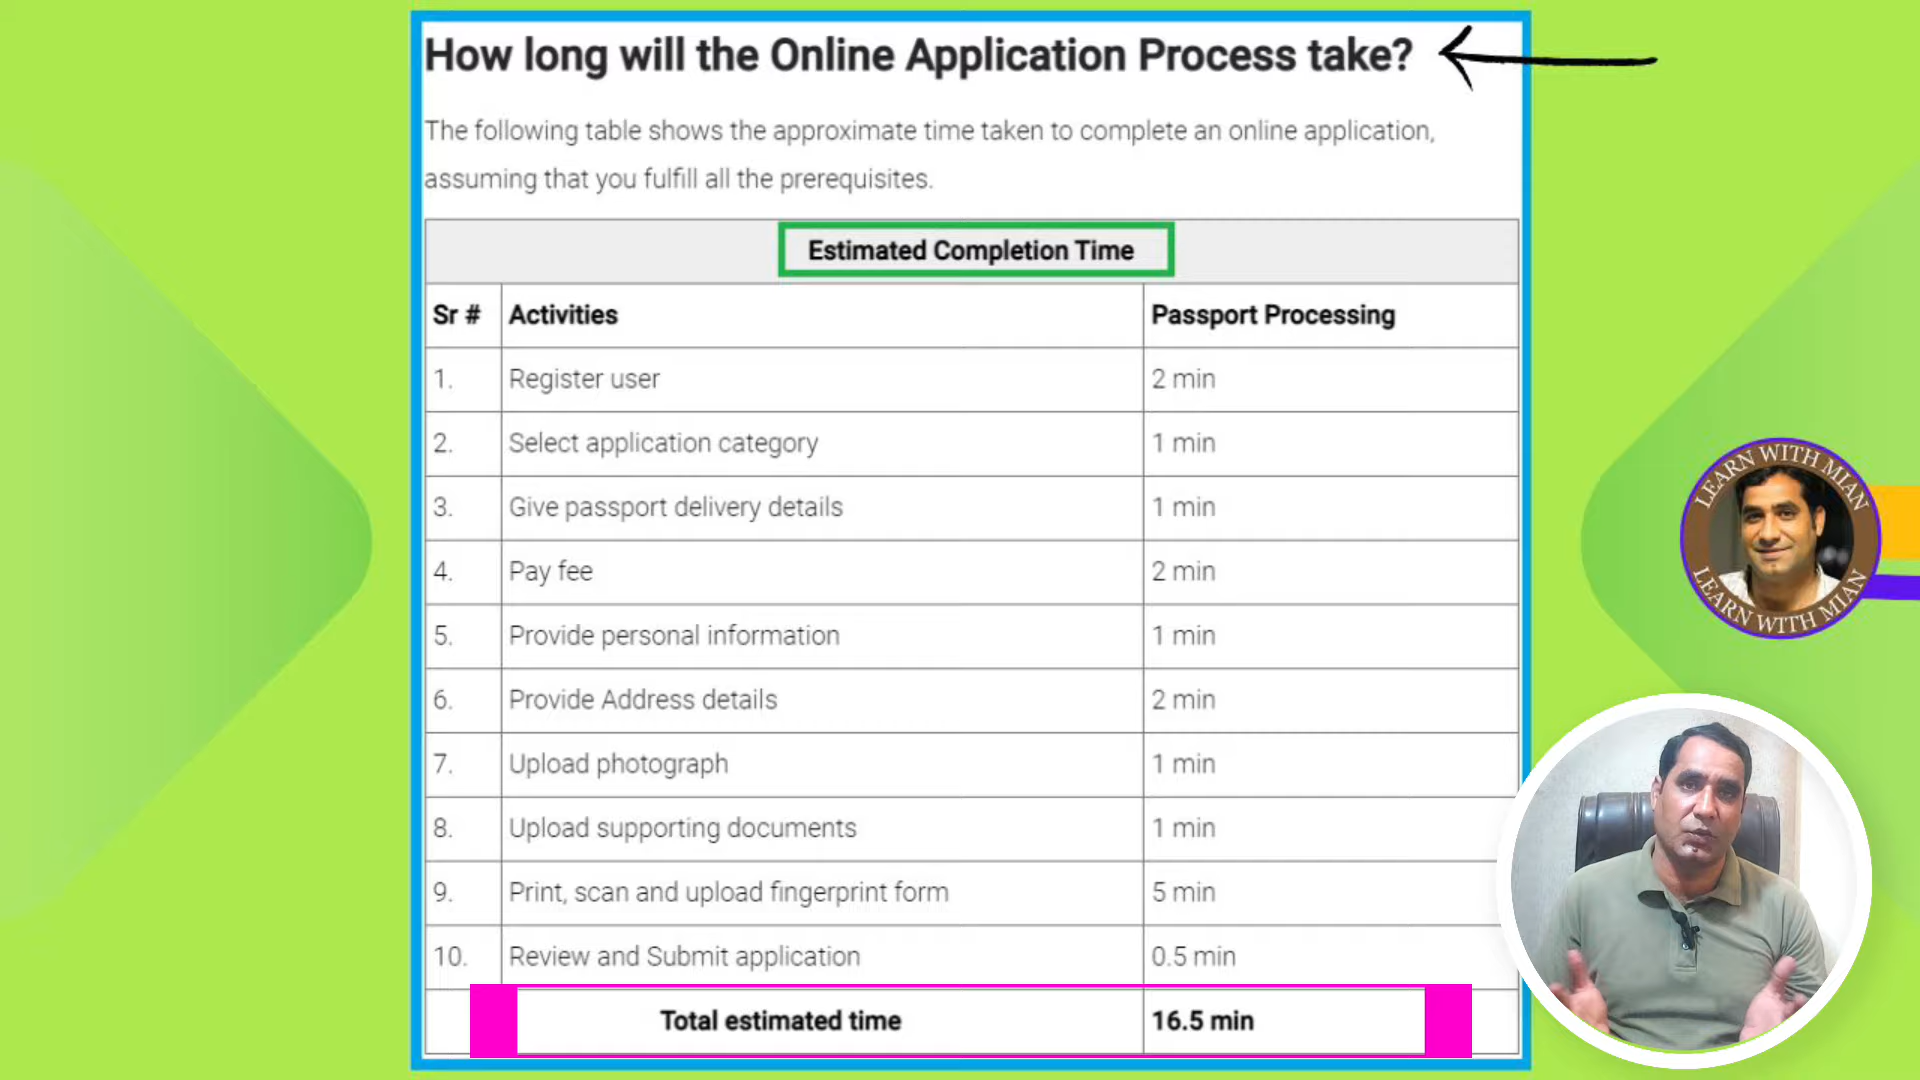 How long will the Online Application Process take?
The following table shows the approximate time taken to complete an online application,
assuming that you fulfill all the prerequisites.
Estimated Completion Time
Sr # Activities Passport Processing
1. Register user 2 min
2. Select application category 1 min
3. Give passport delivery details 1 min
4. Pay fee 2 min
5. Provide personal information 1 min
6. Provide Address details 2 min
7. Upload photograph 1 min
8. Upload supporting documents 1 min
9. Print, scan and upload fingerprint form 5 min
10. Review and Submit application 0.5 min
Total estimated time 16.5 min
LEARN WITH MIAN
LEARN WITH MIAN